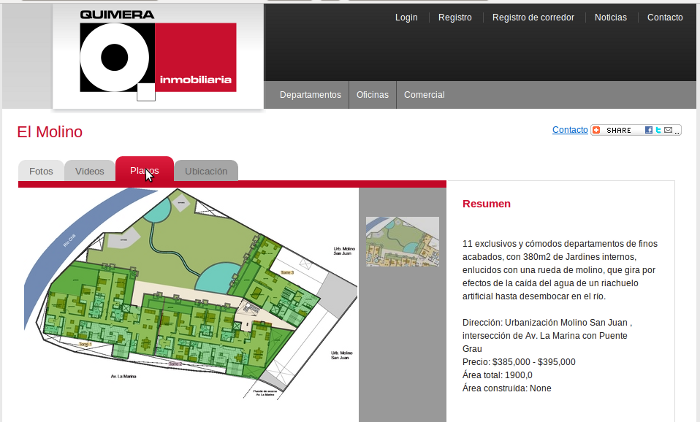 QUIMERA
inmobiliaria
Login
Registro
Registro de corredor
Noticias
Contacto
Departamentos
Oficinas
Comercial
El Molino
Contacto
SHARE
Fotos
Videos
Planos
Ubicación
Urb. Molino
San Juan
Urb. Molino
San Juan
Av. La Marina
Av. La Marina
Resumen
11 exclusivos y cómodos departamentos de finos
acabados, con 380m2 de Jardines internos,
enlucidos con una rueda de molino, que gira por
efectos de la caída del agua de un riachuelo
artificial hasta desembocar en el río.
Dirección: Urbanización Molino San Juan ,
intersección de Av. La Marina con Puente
Grau
Precio: $385,000 - $395,000
Área total: 1900,0
Área construida: None